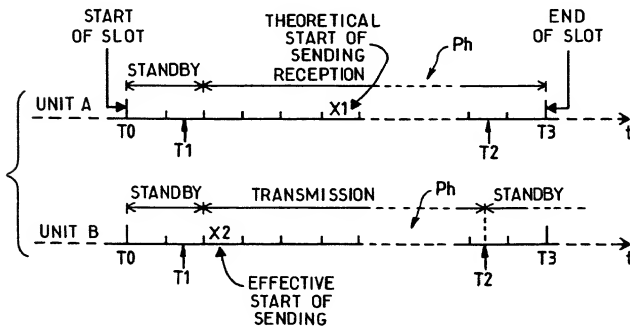 START
OF SLOT
THEORETICAL
START OF
SENDING
END
OF SLOT
Ph
STANDBY
RECEPTION
UNIT A
X1
T0
T1
T2
T3
t
STANDBY
TRANSMISSION
Ph
STANDBY
UNIT B
X2
T0
T1
T2
T3
t
EFFECTIVE
START OF
SENDING